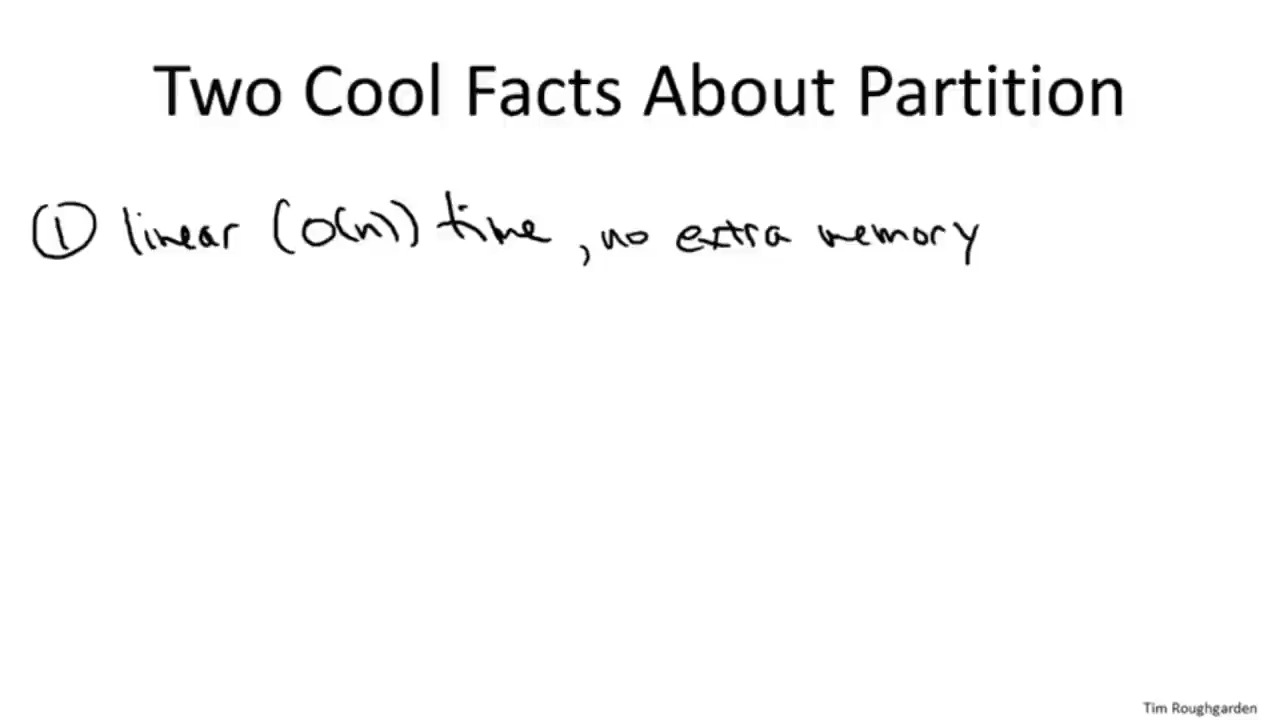 Two Cool Facts About Partition
① linear (O(n)) time, no extra memory
Tim Roughgarden